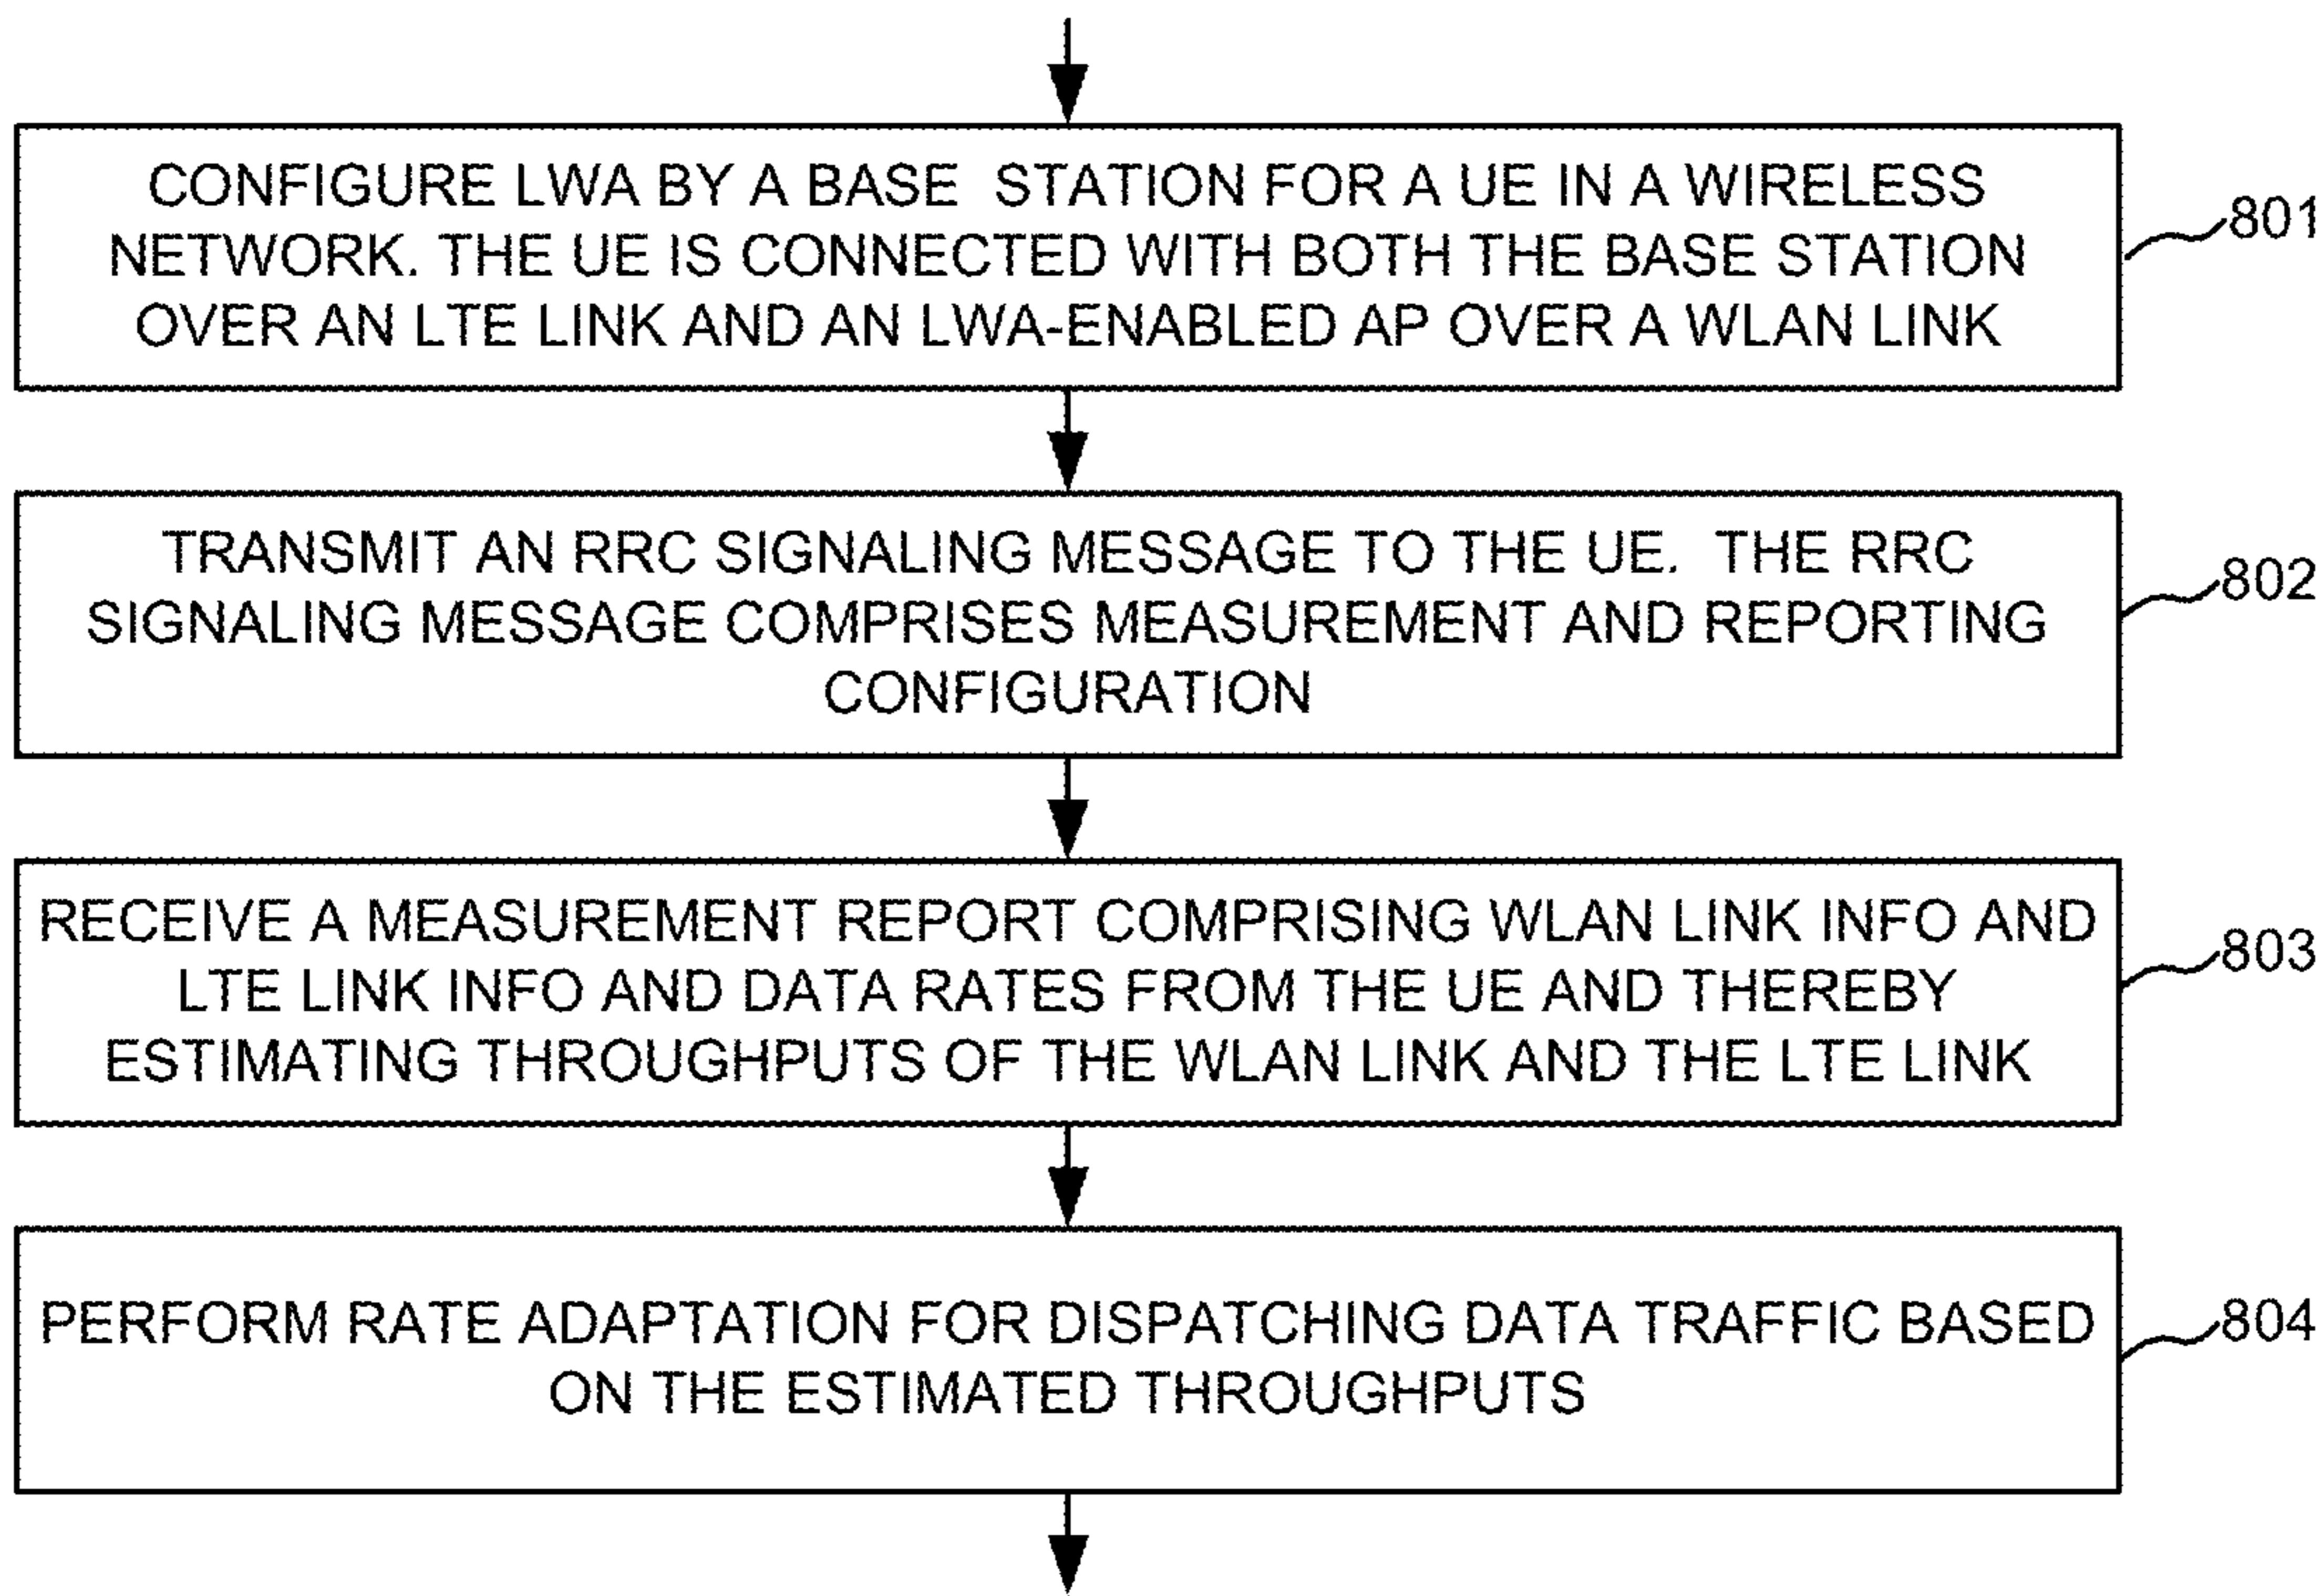 CONFIGURE LWA BY A BASE STATION FOR A UE IN A WIRELESS
NETWORK. THE UE IS CONNECTED WITH BOTH THE BASE STATION
OVER AN LTE LINK AND AN LWA-ENABLED AP OVER A WLAN LINK
801
TRANSMIT AN RRC SIGNALING MESSAGE TO THE UE. THE RRC
SIGNALING MESSAGE COMPRISES MEASUREMENT AND REPORTING
CONFIGURATION
802
RECEIVE A MEASUREMENT REPORT COMPRISING WLAN LINK INFO AND
LTE LINK INFO AND DATA RATES FROM THE UE AND THEREBY
ESTIMATING THROUGHPUTS OF THE WLAN LINK AND THE LTE LINK
803
PERFORM RATE ADAPTATION FOR DISPATCHING DATA TRAFFIC BASED
ON THE ESTIMATED THROUGHPUTS
804